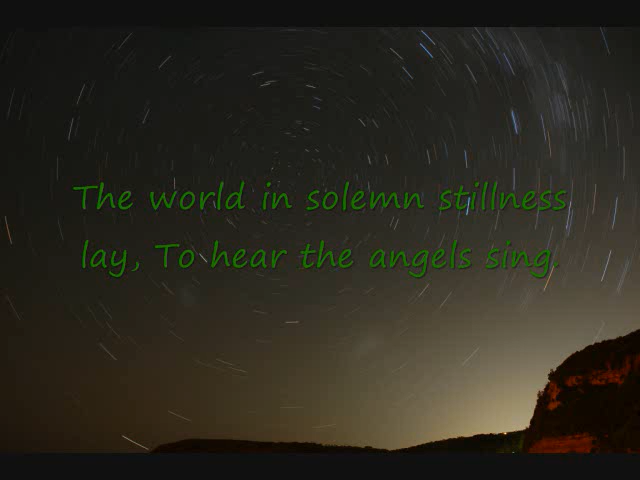 The world in solemn stillness
lay, To hear the angels sing.